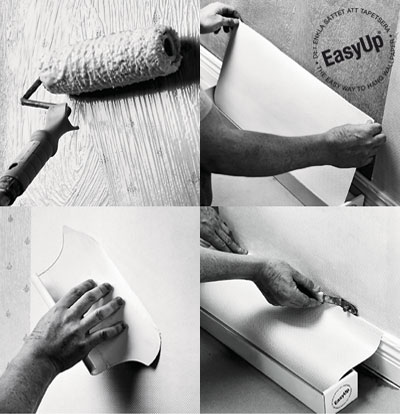 DET ENKLA SÄTTET ATT TAPETSERA
EasyUp®
THE EASY WAY TO HANG WALLPAPER
EasyUp